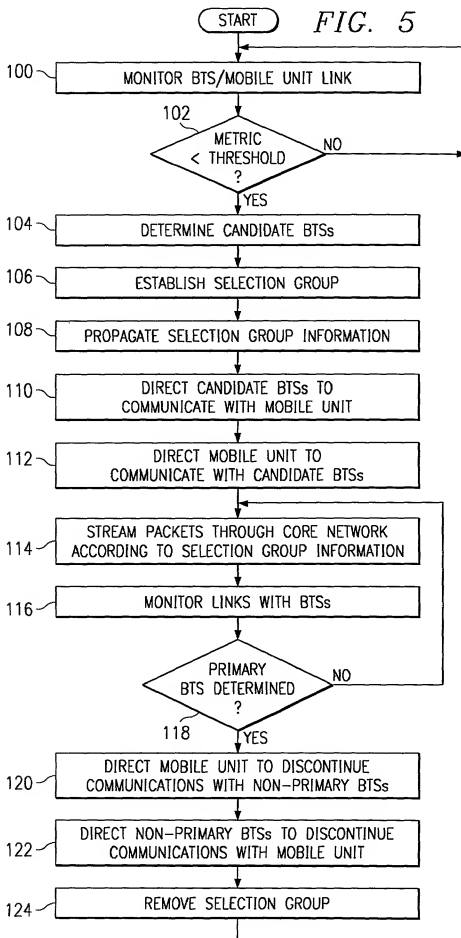 START
FIG. 5
100
MONITOR BTS/MOBILE UNIT LINK
102
METRIC
< THRESHOLD
?
NO
YES
104
DETERMINE CANDIDATE BTSs
106
ESTABLISH SELECTION GROUP
108
PROPAGATE SELECTION GROUP INFORMATION
110
DIRECT CANDIDATE BTSs TO
COMMUNICATE WITH MOBILE UNIT
112
DIRECT MOBILE UNIT TO
COMMUNICATE WITH CANDIDATE BTSs
114
STREAM PACKETS THROUGH CORE NETWORK
ACCORDING TO SELECTION GROUP INFORMATION
116
MONITOR LINKS WITH BTSs
PRIMARY
BTS DETERMINED
?
NO
118
YES
120
DIRECT MOBILE UNIT TO DISCONTINUE
COMMUNICATIONS WITH NON-PRIMARY BTSs
122
DIRECT NON-PRIMARY BTSs TO DISCONTINUE
COMMUNICATIONS WITH MOBILE UNIT
124
REMOVE SELECTION GROUP